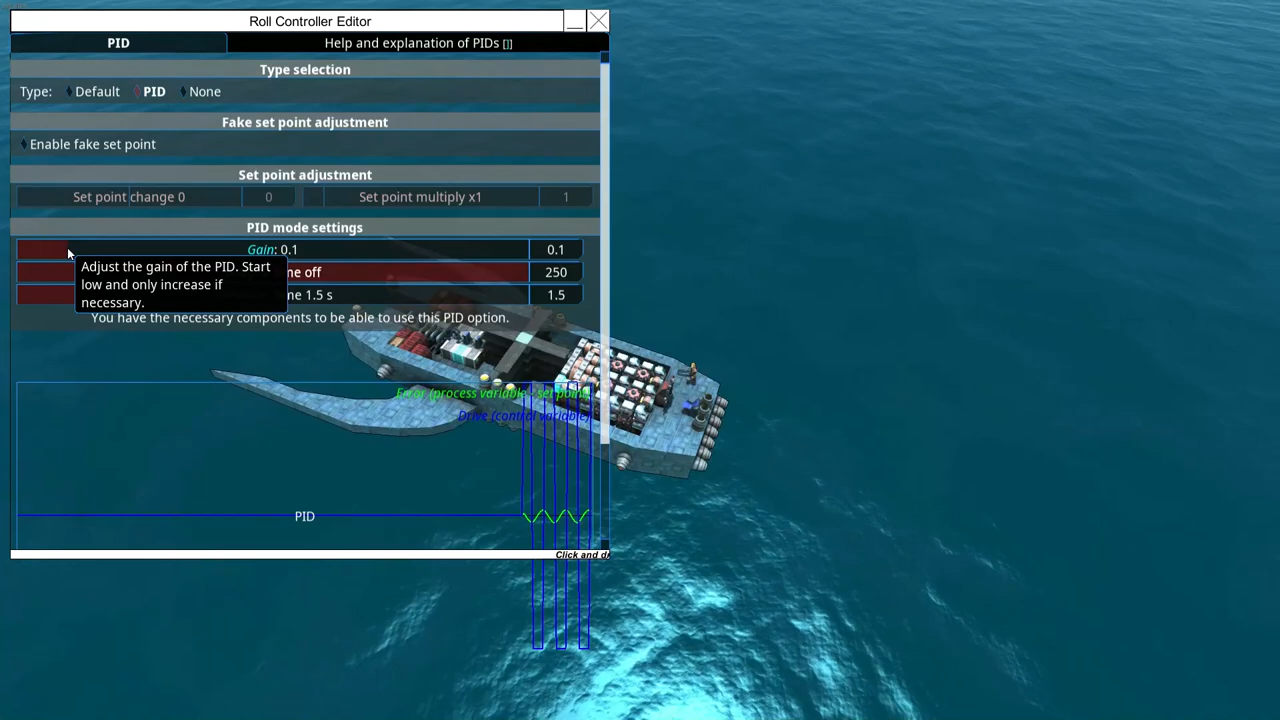 Roll Controller Editor
PID
Help and explanation of PIDs []]
Type selection
Type: Default PID None
Fake set point adjustment
Enable fake set point
Set point adjustment
Set point change 0 0 Set point multiply x1 1
PID mode settings
Gain: 0.1 0.1
Adjust the gain of the PID. Start
low and only increase if
necessary.
off 250
1.5 s 1.5
You have the necessary components to be able to use this PID option.
Error (process variable - set point)
Drive (control variable)
PID
Click and